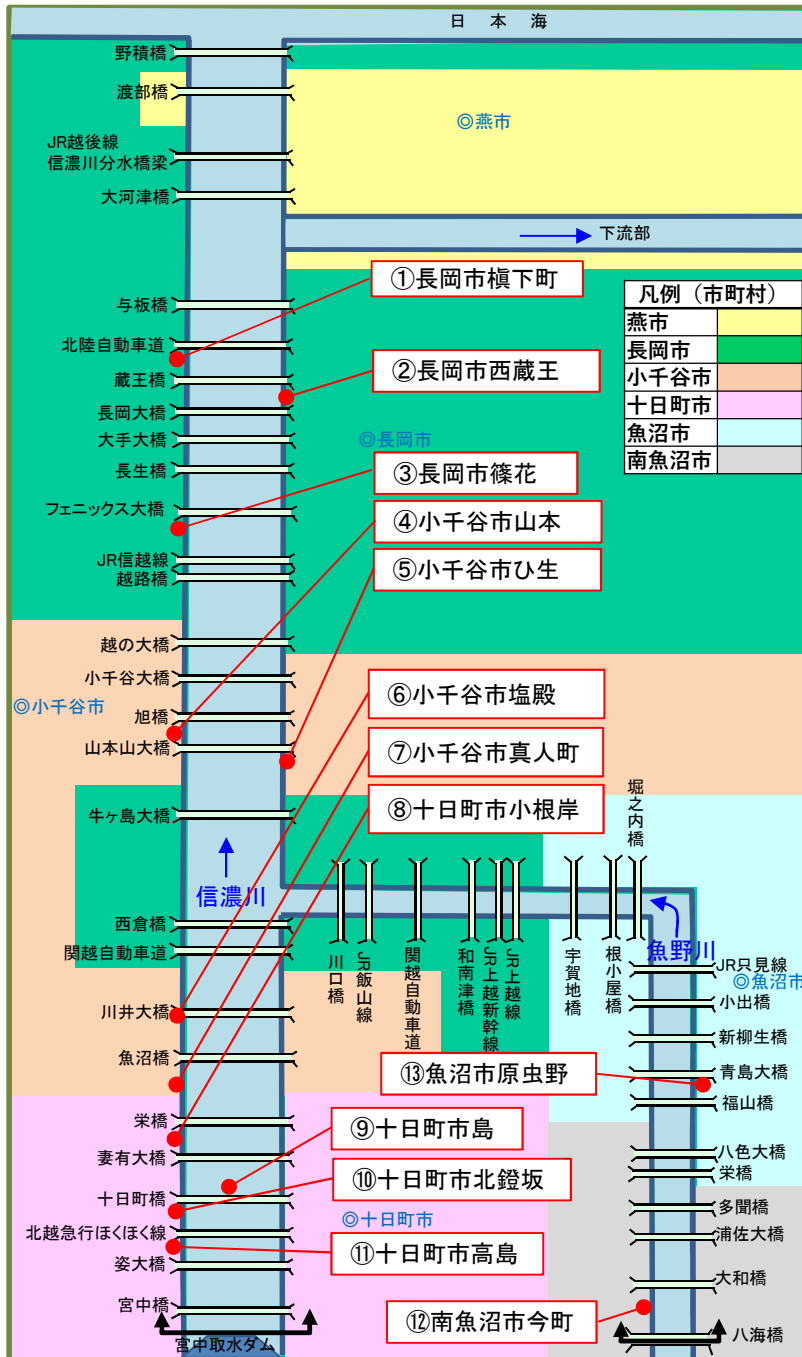 日 本 海
野積橋
渡部橋
◎燕市
JR越後線
信濃川分水橋梁
大河津橋
下流部
①長岡市槇下町
凡例（市町村）
燕市
長岡市
小千谷市
十日町市
魚沼市
南魚沼市
与板橋
北陸自動車道
②長岡市西蔵王
蔵王橋
長岡大橋
大手大橋
◎長岡市
長生橋
③長岡市篠花
フェニックス大橋
④小千谷市山本
⑤小千谷市ひ生
JR信越線
越路橋
越の大橋
小千谷大橋
◎小千谷市
旭橋
山本山大橋
⑥小千谷市塩殿
⑦小千谷市真人町
⑧十日町市小根岸
牛ヶ島大橋
堀之内橋
信濃川
西倉橋
関越自動車道
川口橋
JR飯山線
関越自動車道
和南津橋
JR上越新幹線
JR上越線
宇賀地橋
根小屋橋
魚野川
JR只見線
◎魚沼市
小出橋
新柳生橋
川井大橋
魚沼橋
⑬魚沼市原虫野
青島大橋
福山橋
栄橋
妻有大橋
⑨十日町市島
八色大橋
栄橋
十日町橋
⑩十日町市北鐙坂
多聞橋
北越急行ほくほく線
◎十日町市
浦佐大橋
⑪十日町市高島
姿大橋
大和橋
宮中橋
宮中取水ダム
⑫南魚沼市今町
八海橋